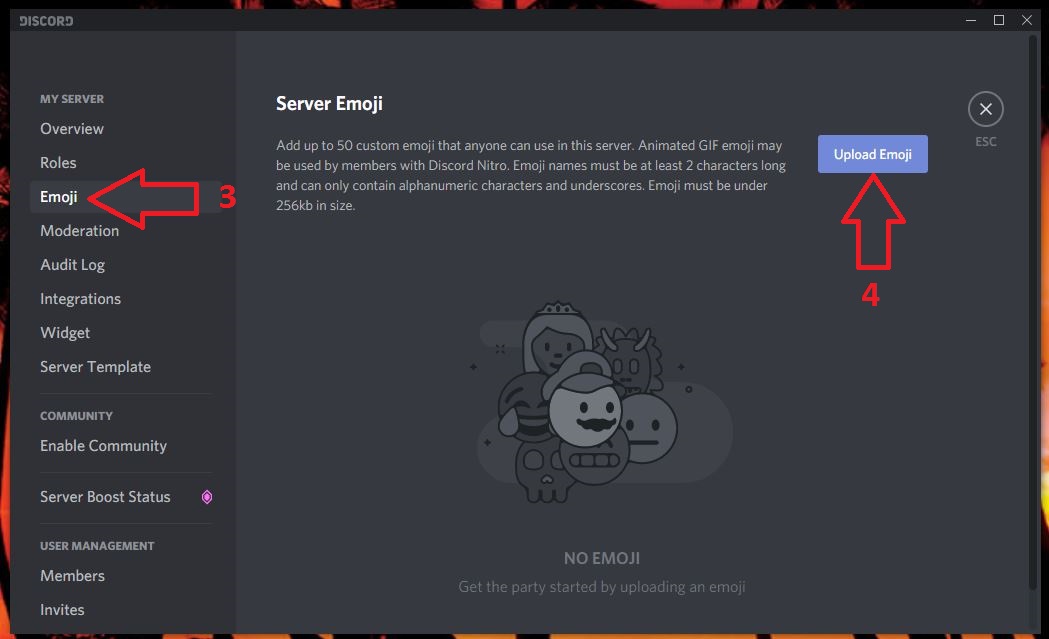 DISCORD
MY SERVER
Overview
Roles
Emoji
3
Moderation
Audit Log
Integrations
Widget
Server Template
COMMUNITY
Enable Community
Server Boost Status
USER MANAGEMENT
Members
Invites
Server Emoji
Add up to 50 custom emoji that anyone can use in this server. Animated GIF emoji may
be used by members with Discord Nitro. Emoji names must be at least 2 characters long
and can only contain alphanumeric characters and underscores. Emoji must be under
256kb in size.
Upload Emoji
4
ESC
NO EMOJI
Get the party started by uploading an emoji